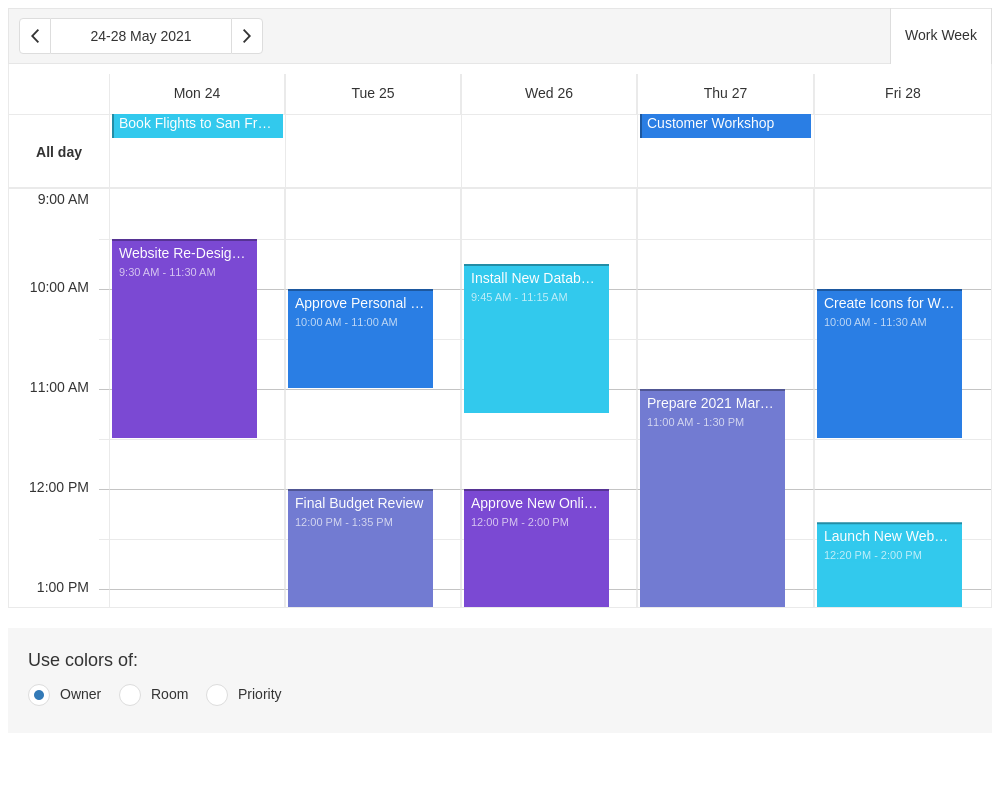 24-28 May 2021
Work Week
Mon 24
Tue 25
Wed 26
Thu 27
Fri 28
All day
Book Flights to San Fr…
Customer Workshop
9:00 AM
10:00 AM
11:00 AM
12:00 PM
1:00 PM
Website Re-Desig…
9:30 AM - 11:30 AM
Approve Personal …
10:00 AM - 11:00 AM
Final Budget Review
12:00 PM - 1:35 PM
Install New Datab…
9:45 AM - 11:15 AM
Approve New Onli…
12:00 PM - 2:00 PM
Prepare 2021 Mar…
11:00 AM - 1:30 PM
Create Icons for W…
10:00 AM - 11:30 AM
Launch New Web…
12:20 PM - 2:00 PM
Use colors of:
Owner
Room
Priority